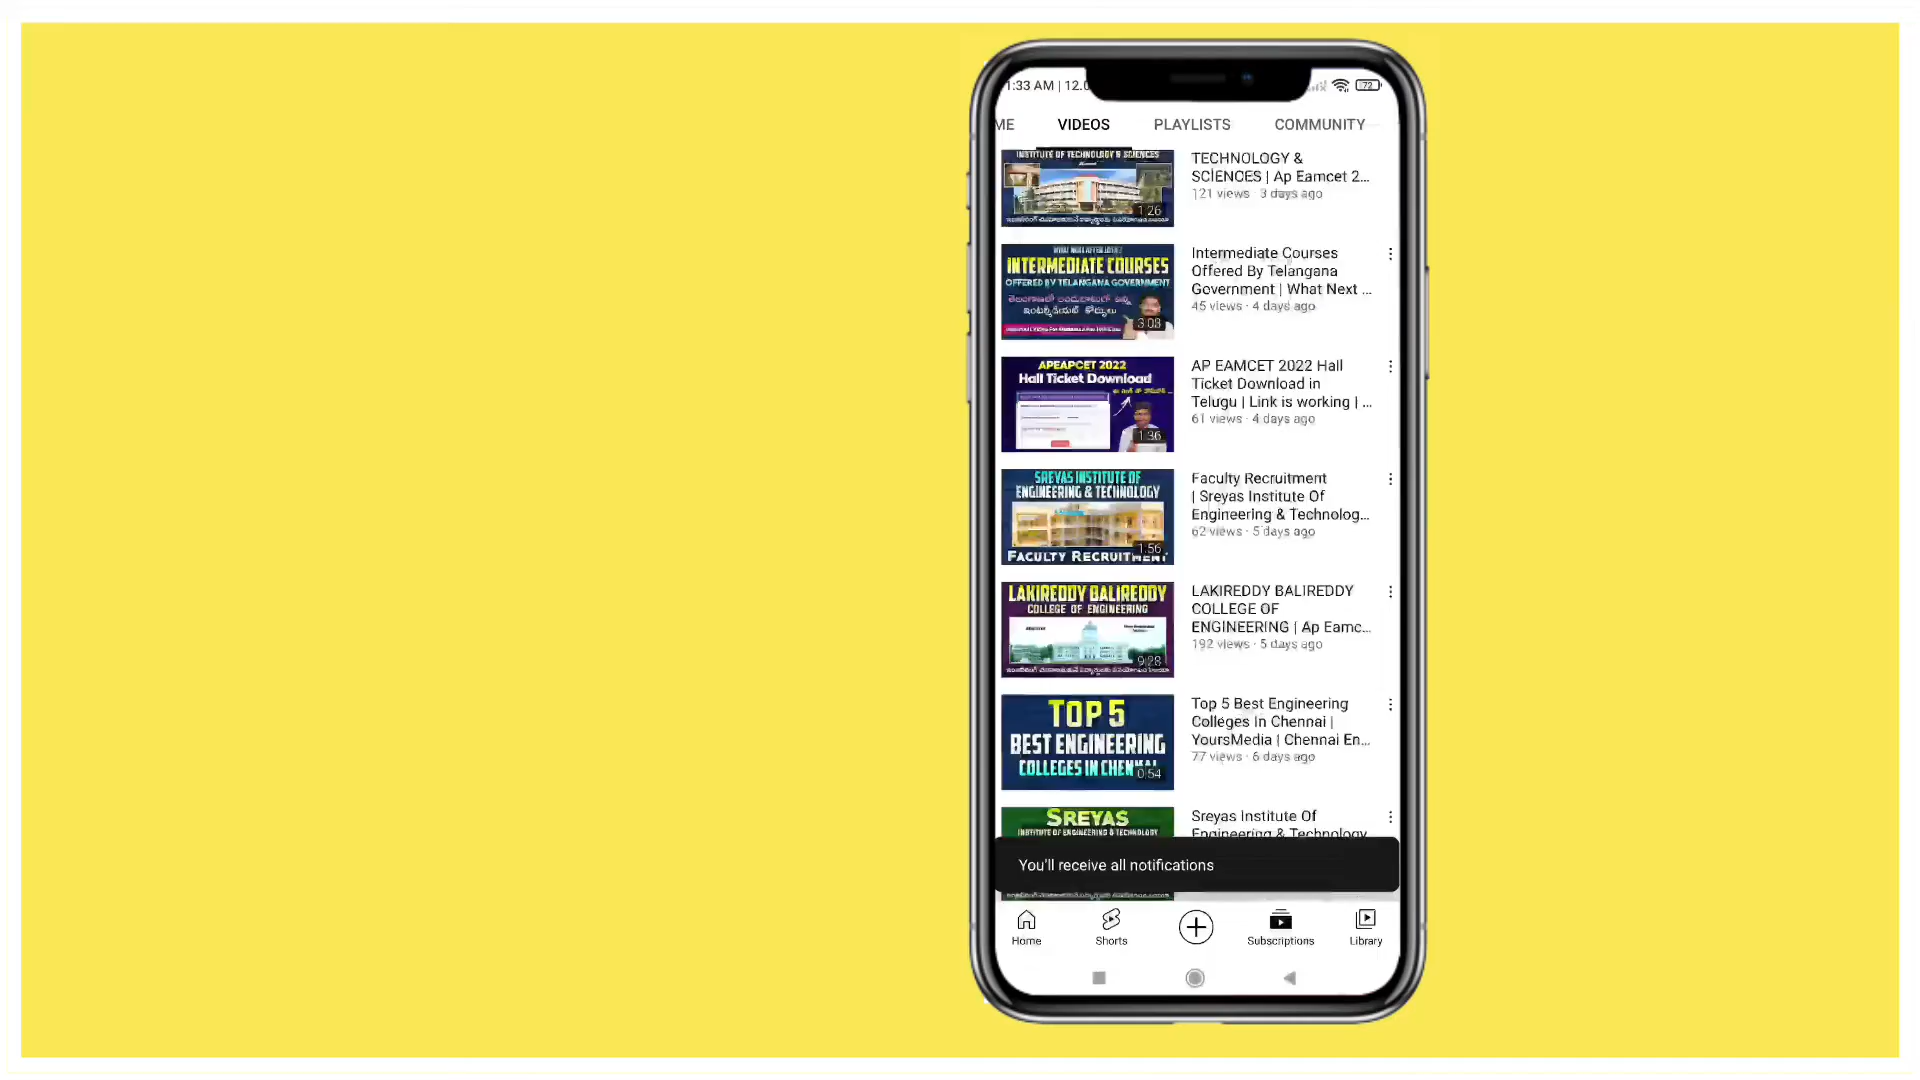 1:33 AM | 12.0
72
ME
VIDEOS
PLAYLISTS
COMMUNITY
INSTITUTE OF TECHNOLOGY & SCIENCES
1:26
TECHNOLOGY &
SCIENCES | Ap Eamcet 2...
121 views · 3 days ago
INTERMEDIATE COURSES
OFFERED BY TELANGANA GOVERNMENT
ఇంటర్మీడియట్ కోర్సులు
3:03
Intermediate Courses
Offered By Telangana
Government | What Next ...
45 views · 4 days ago
APEAPCET 2022
Hall Ticket Download
1:36
AP EAMCET 2022 Hall
Ticket Download in
Telugu | Link is working | ...
61 views · 4 days ago
SREYAS INSTITUTE OF
ENGINEERING & TECHNOLOGY
1:56
FACULTY RECRUITMENT
Faculty Recruitment
| Sreyas Institute Of
Engineering & Technolog...
62 views · 5 days ago
LAKIREDDY BALIREDDY
COLLEGE OF ENGINEERING
9:28
LAKIREDDY BALIREDDY
COLLEGE OF
ENGINEERING | Ap Eamc...
192 views · 5 days ago
TOP 5
BEST ENGINEERING
COLLEGES IN CHENNAI
0:54
Top 5 Best Engineering
Colleges In Chennai |
YoursMedia | Chennai En...
77 views · 6 days ago
SREYAS
INSTITUTE OF ENGINEERING & TECHNOLOGY
Sreyas Institute Of
Engineering & Technology
You'll receive all notifications
Home
Shorts
Subscriptions
Library